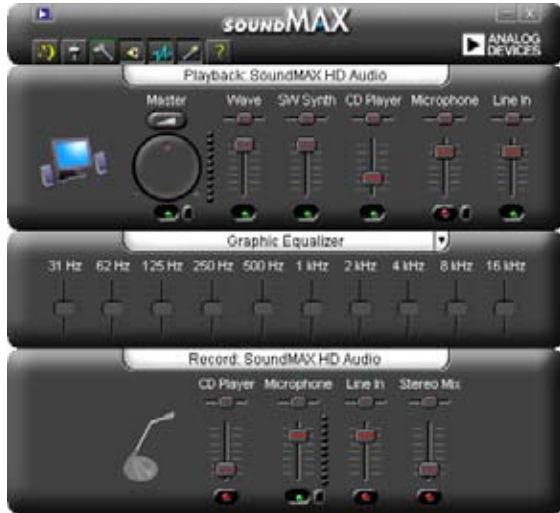 SOUNDMAX
ANALOG
DEVICES
Playback: SoundMAX HD Audio
Master Wave SW Synth CD Player Microphone Line In
Graphic Equalizer
31 Hz 62 Hz 125 Hz 250 Hz 500 Hz 1 kHz 2 kHz 4 kHz 8 kHz 16 kHz
Record: SoundMAX HD Audio
CD Player Microphone Line In Stereo Mix